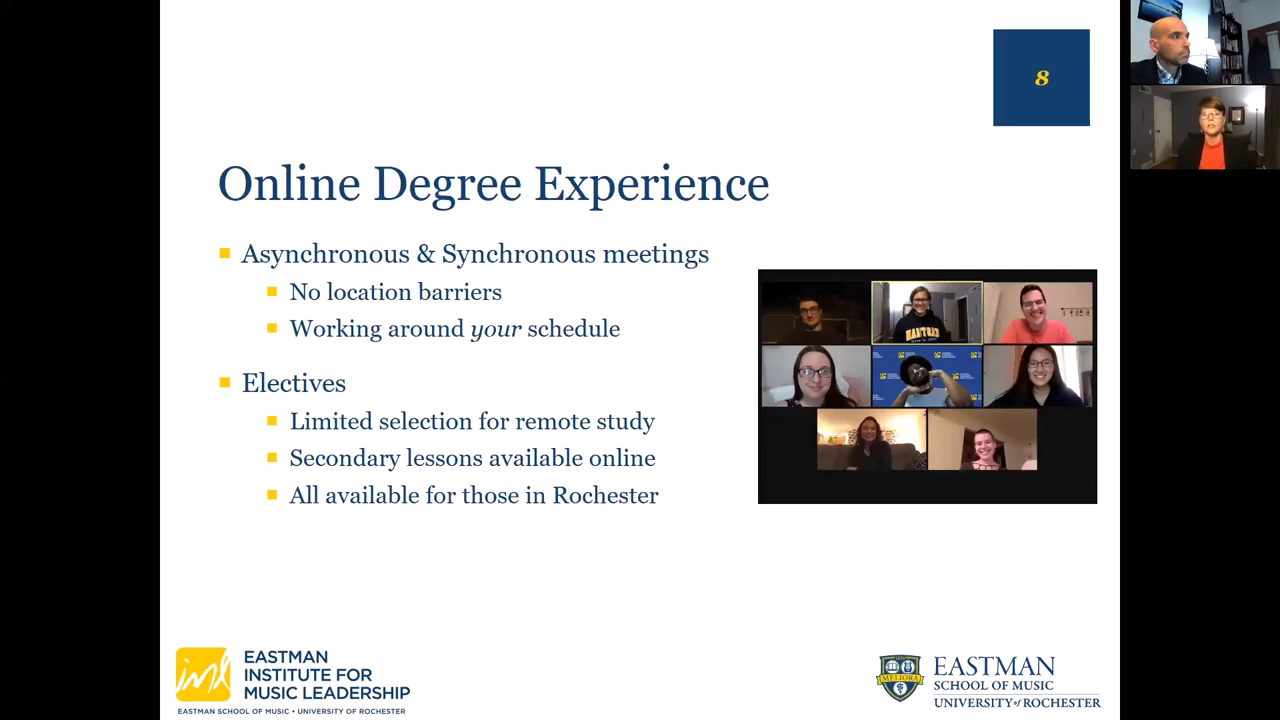 8
Online Degree Experience
Asynchronous & Synchronous meetings
No location barriers
Working around your schedule
Electives
Limited selection for remote study
Secondary lessons available online
All available for those in Rochester
iml
EASTMAN
INSTITUTE FOR
MUSIC LEADERSHIP
EASTMAN SCHOOL OF MUSIC • UNIVERSITY OF ROCHESTER
MELIORA
EASTMAN
SCHOOL OF MUSIC
UNIVERSITY of ROCHESTER